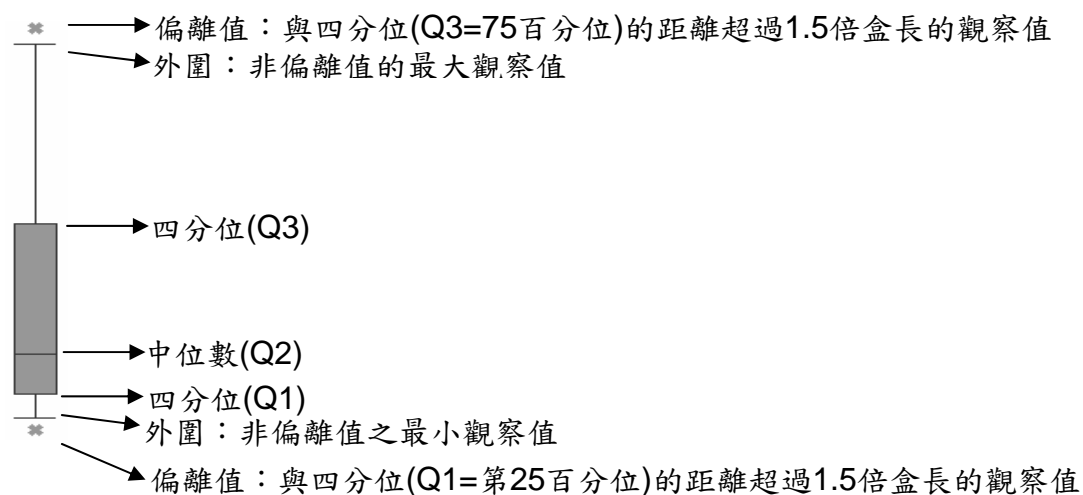 偏離值：與四分位(Q3=75百分位)的距離超過1.5倍盒長的觀察值
外圍：非偏離值的最大觀察值
四分位(Q3)
中位數(Q2)
四分位(Q1)
外圍：非偏離值之最小觀察值
偏離值：與四分位(Q1=第25百分位)的距離超過1.5倍盒長的觀察值